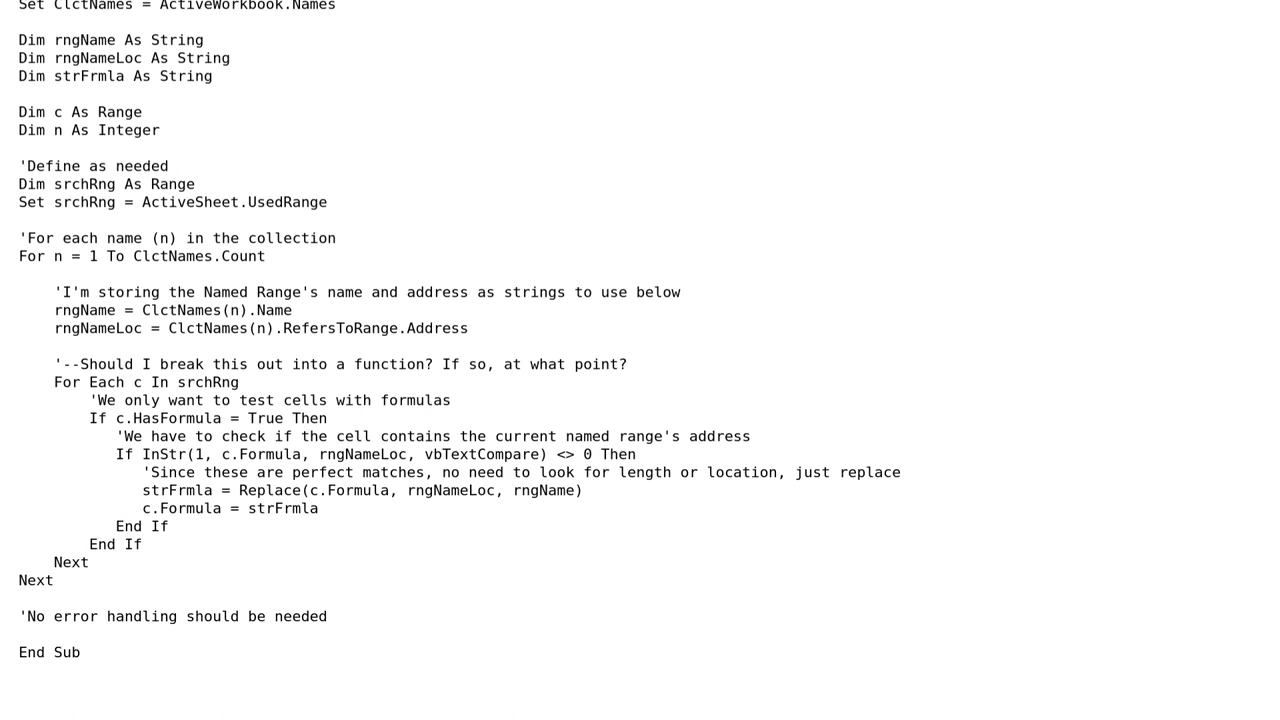 Set ClctNames = ActiveWorkbook.Names

Dim rngName As String
Dim rngNameLoc As String
Dim strFrmla As String

Dim c As Range
Dim n As Integer

'Define as needed
Dim srchRng As Range
Set srchRng = ActiveSheet.UsedRange

'For each name (n) in the collection
For n = 1 To ClctNames.Count

    'I'm storing the Named Range's name and address as strings to use below
    rngName = ClctNames(n).Name
    rngNameLoc = ClctNames(n).RefersToRange.Address

    '--Should I break this out into a function? If so, at what point?
    For Each c In srchRng
        'We only want to test cells with formulas
        If c.HasFormula = True Then
           'We have to check if the cell contains the current named range's address
           If InStr(1, c.Formula, rngNameLoc, vbTextCompare) <> 0 Then
              'Since these are perfect matches, no need to look for length or location, just replace
              strFrmla = Replace(c.Formula, rngNameLoc, rngName)
              c.Formula = strFrmla
           End If
        End If
    Next
Next

'No error handling should be needed

End Sub